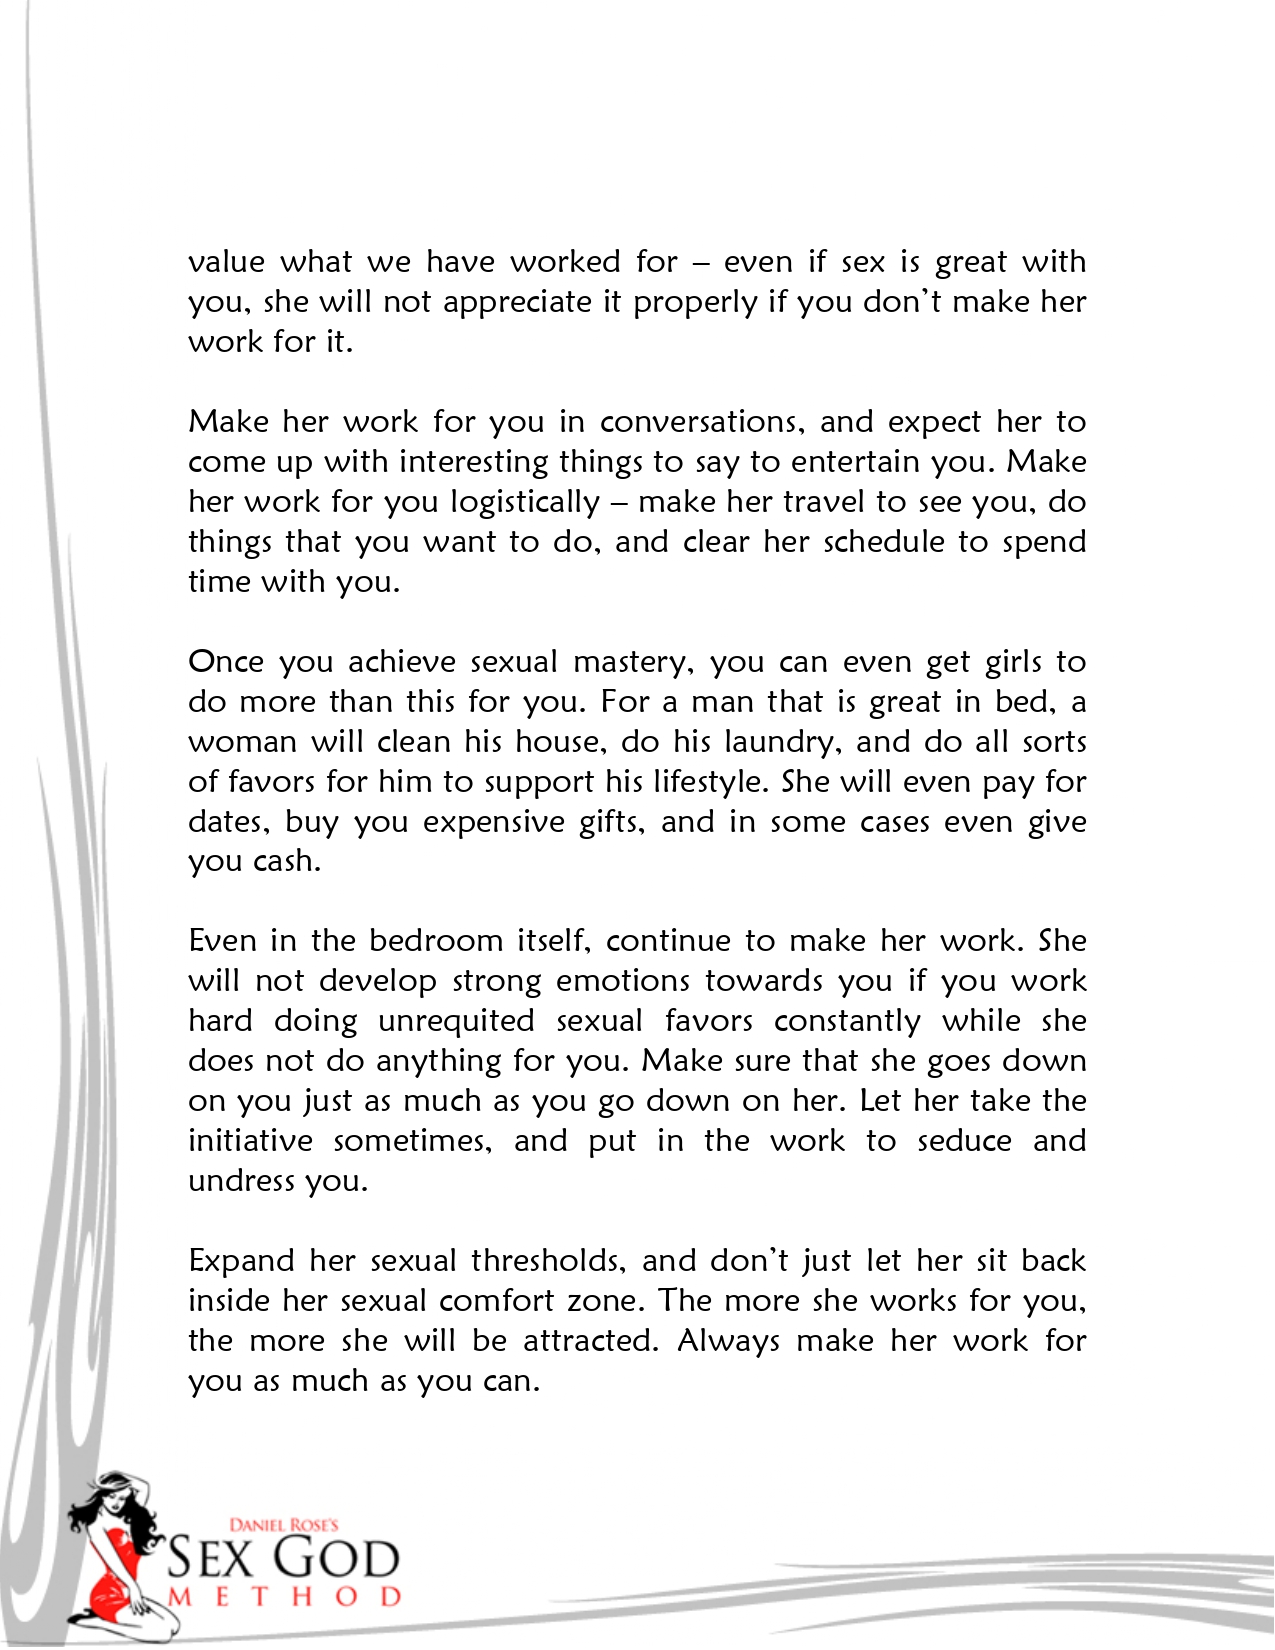 value what we have worked for – even if sex is great with
you, she will not appreciate it properly if you don’t make her
work for it.
Make her work for you in conversations, and expect her to
come up with interesting things to say to entertain you. Make
her work for you logistically – make her travel to see you, do
things that you want to do, and clear her schedule to spend
time with you.
Once you achieve sexual mastery, you can even get girls to
do more than this for you. For a man that is great in bed, a
woman will clean his house, do his laundry, and do all sorts
of favors for him to support his lifestyle. She will even pay for
dates, buy you expensive gifts, and in some cases even give
you cash.
Even in the bedroom itself, continue to make her work. She
will not develop strong emotions towards you if you work
hard doing unrequited sexual favors constantly while she
does not do anything for you. Make sure that she goes down
on you just as much as you go down on her. Let her take the
initiative sometimes, and put in the work to seduce and
undress you.
Expand her sexual thresholds, and don’t just let her sit back
inside her sexual comfort zone. The more she works for you,
the more she will be attracted. Always make her work for
you as much as you can.
DANIEL ROSE’S
SEX GOD
METHOD